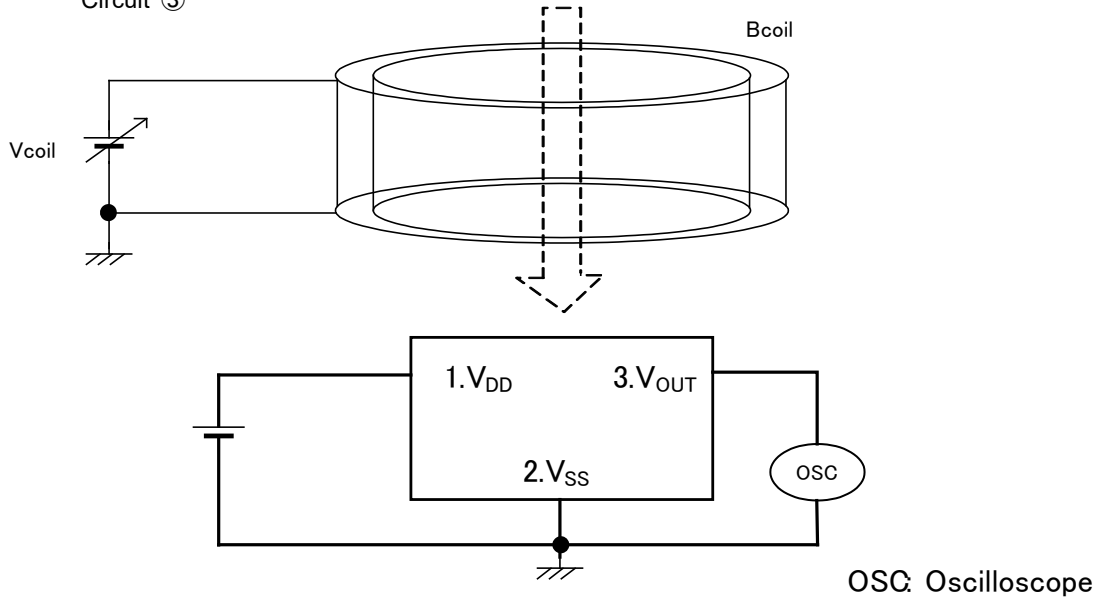 Circuit ③
Bcoil
Vcoil
1.VDD
3.VOUT
2.VSS
OSC
OSC: Oscilloscope